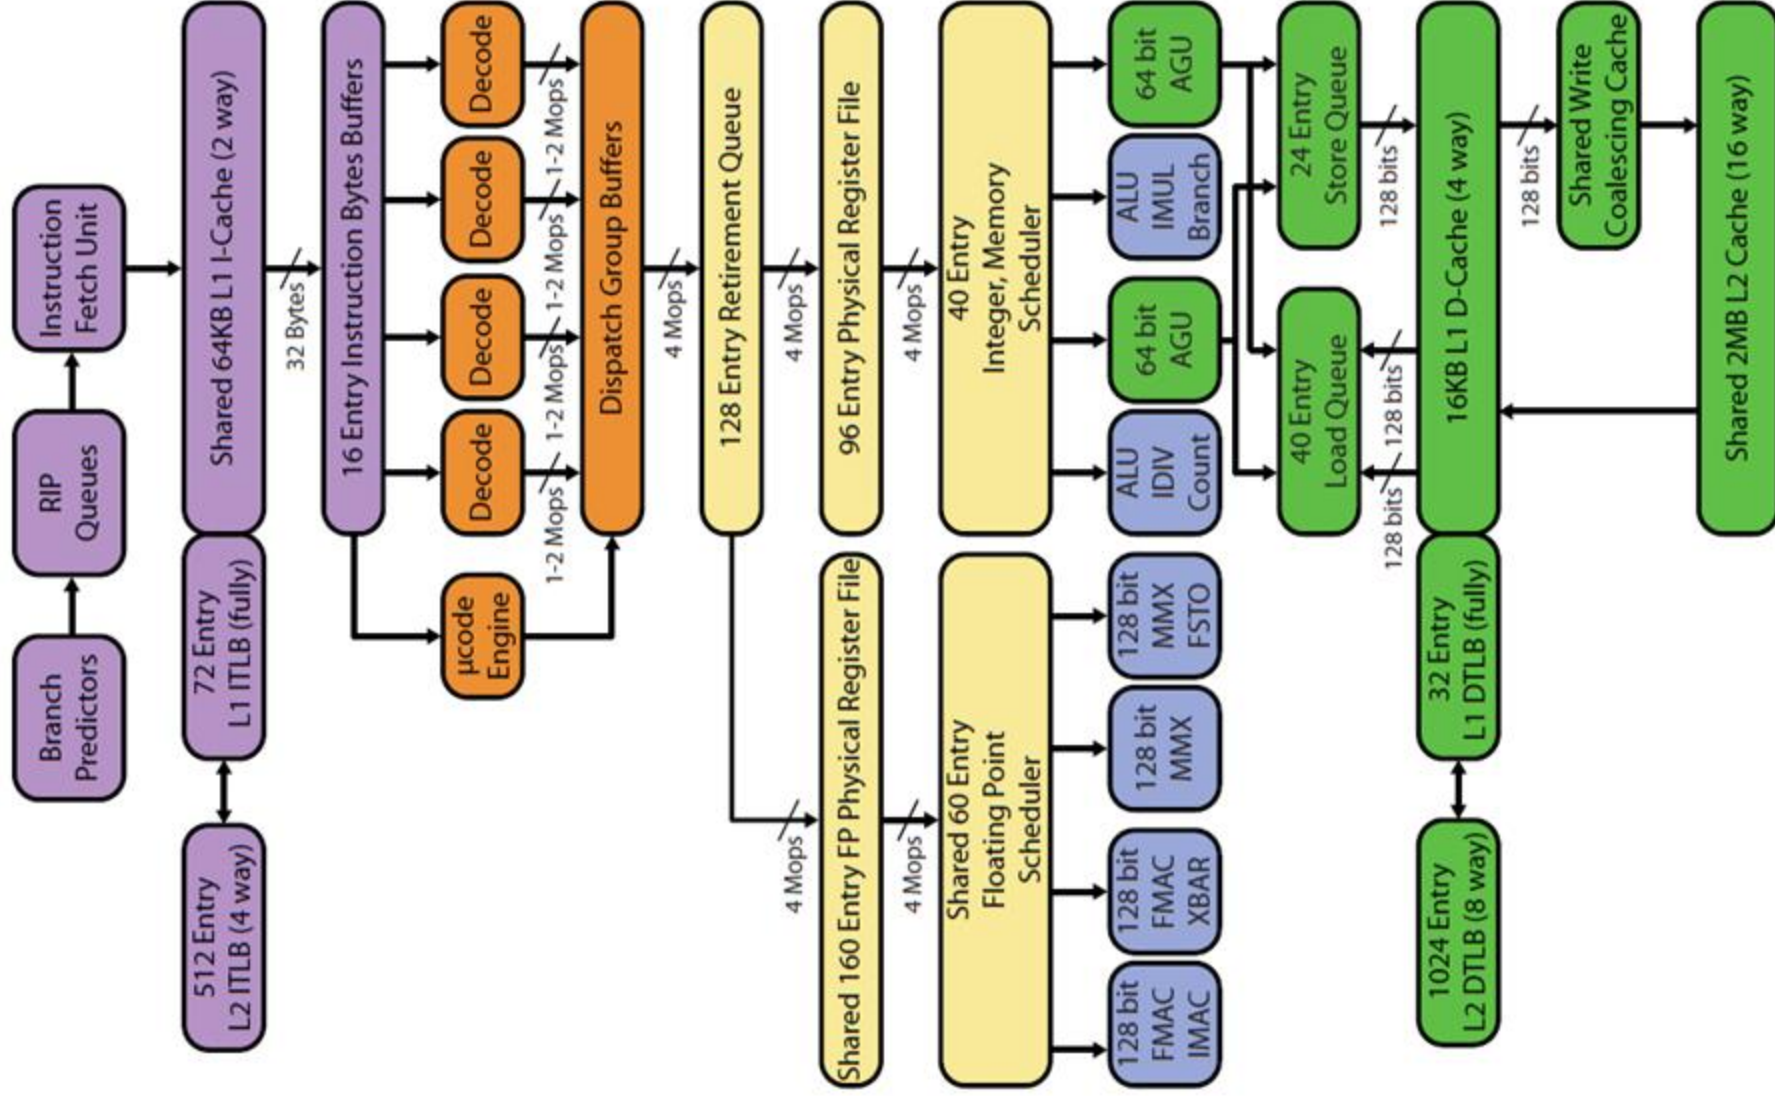 Branch
Predictors
RIP
Queues
Instruction
Fetch Unit
512 Entry
L2 ITLB (4 way)
72 Entry
L1 ITLB (fully)
Shared 64KB L1 I-Cache (2 way)
32 Bytes
16 Entry Instruction Bytes Buffers
µcode
Engine
Decode
Decode
Decode
Decode
1-2 Mops
1-2 Mops
1-2 Mops
1-2 Mops
Dispatch Group Buffers
4 Mops
128 Entry Retirement Queue
4 Mops
4 Mops
Shared 160 Entry FP Physical Register File
96 Entry Physical Register File
4 Mops
4 Mops
Shared 60 Entry
Floating Point
Scheduler
40 Entry
Integer, Memory
Scheduler
128 bit
FMAC
IMAC
128 bit
FMAC
XBAR
128 bit
MMX
128 bit
MMX
FSTO
ALU
IDIV
Count
64 bit
AGU
ALU
IMUL
Branch
64 bit
AGU
40 Entry
Load Queue
24 Entry
Store Queue
128 bits
128 bits
128 bits
1024 Entry
L2 DTLB (8 way)
32 Entry
L1 DTLB (fully)
16KB L1 D-Cache (4 way)
128 bits
Shared Write
Coalescing Cache
Shared 2MB L2 Cache (16 way)